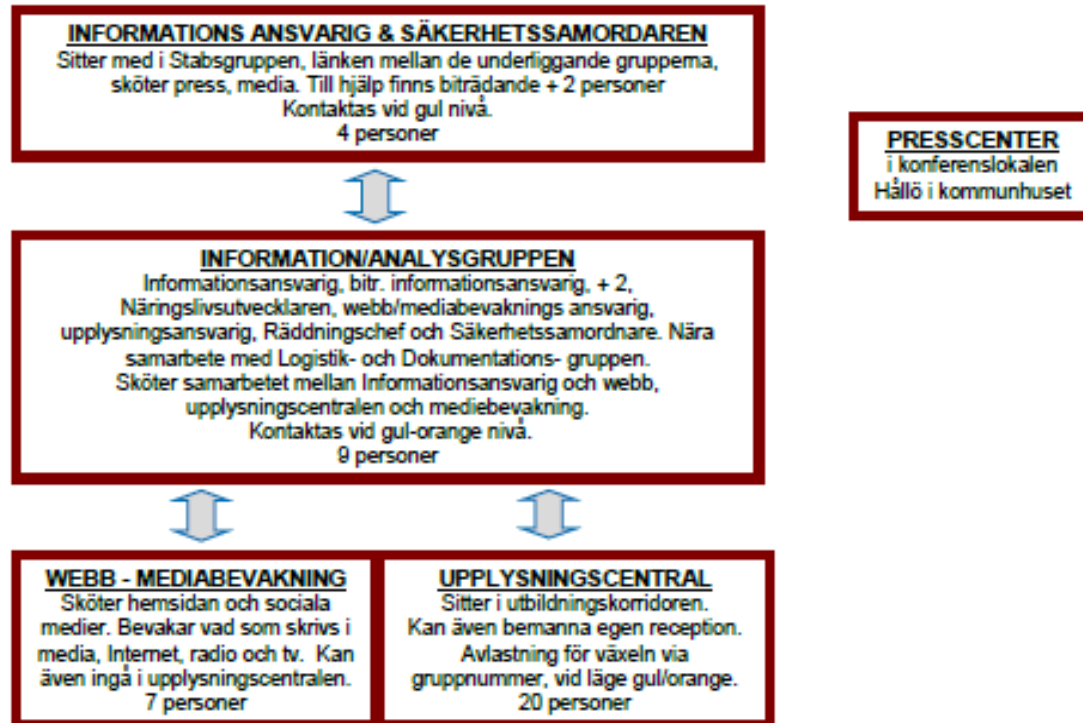 INFORMATIONS ANSVARIG & SÄKERHETSSAMORDAREN
Sitter med i Stabsgruppen, länken mellan de underliggande grupperna,
sköter press, media. Till hjälp finns biträdande + 2 personer
Kontaktas vid gul nivå.
4 personer
PRESSCENTER
i konferenslokalen
Hållö i kommunhuset
INFORMATION/ANALYSGRUPPEN
Informationsansvarig, bitr. informationsansvarig, + 2,
Näringslivsutvecklaren, webb/mediabevaknings ansvarig,
upplysningsansvarig, Räddningschef och Säkerhetssamordnare. Nära
samarbete med Logistik- och Dokumentations- gruppen.
Sköter samarbetet mellan Informationsansvarig och webb,
upplysningscentralen och mediebevakning.
Kontaktas vid gul-orange nivå.
9 personer
WEBB - MEDIABEVAKNING
Sköter hemsidan och sociala
medier. Bevakar vad som skrivs i
media, Internet, radio och tv. Kan
även ingå i upplysningscentralen.
7 personer
UPPLYSNINGSCENTRAL
Sitter i utbildningskorridoren.
Kan även bemanna egen reception.
Avlastning för växeln via
gruppnummer, vid läge gul/orange.
20 personer